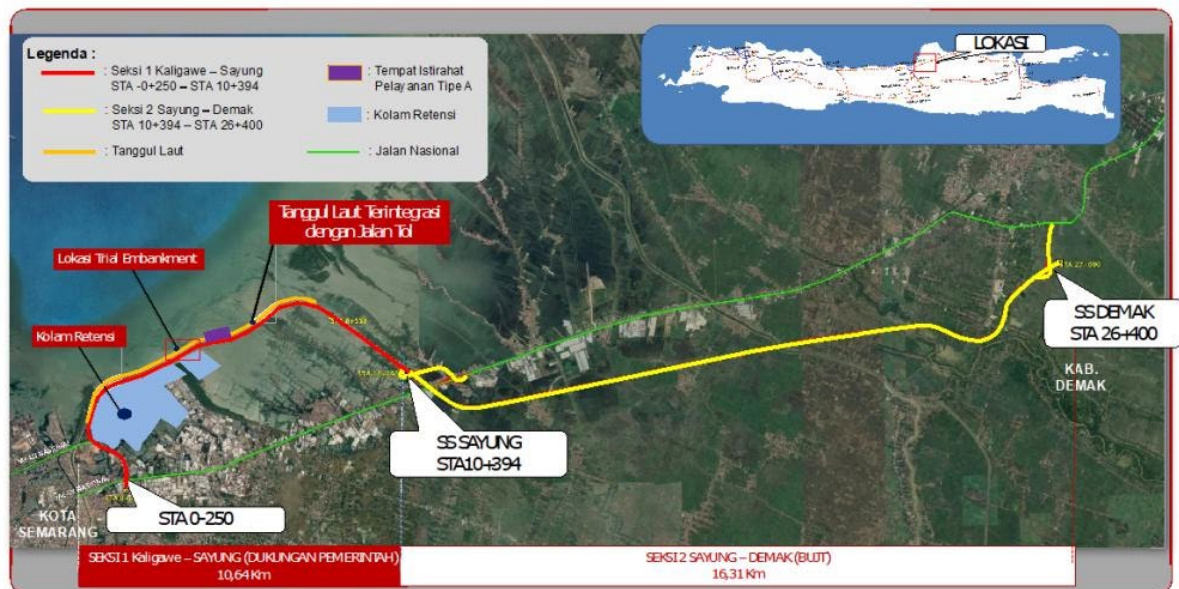 Legenda :
: Seksi 1 Kaligawe – Sayung
STA -0+250 – STA 10+394
: Seksi 2 Sayung – Demak
STA 10+394 – STA 26+400
: Tanggul Laut
: Tempat Istirahat
Pelayanan Tipe A
: Kolam Retensi
: Jalan Nasional
LOKASI
Tanggul Laut Terintegrasi
dengan Jalan Tol
Lokasi Trial Embankment
Kolam Retensi
SS DEMAK
STA 26+400
KAB.
DEMAK
SS SAYUNG
STA10+394
STA 0-250
KOTA
SEMARANG
SEKSI 1 Kaligawe – SAYUNG (DUKUNGAN PEMERINTAH)
10,64 Km
SEKSI 2 SAYUNG – DEMAK (BUJT)
16,31 Km